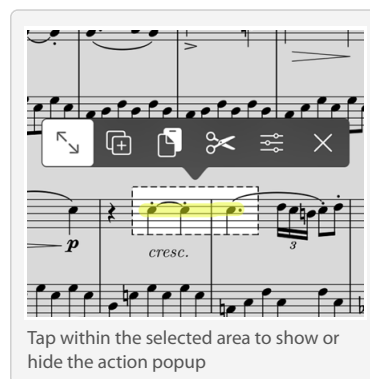 p
cresc.
3
Tap within the selected area to show or
hide the action popup